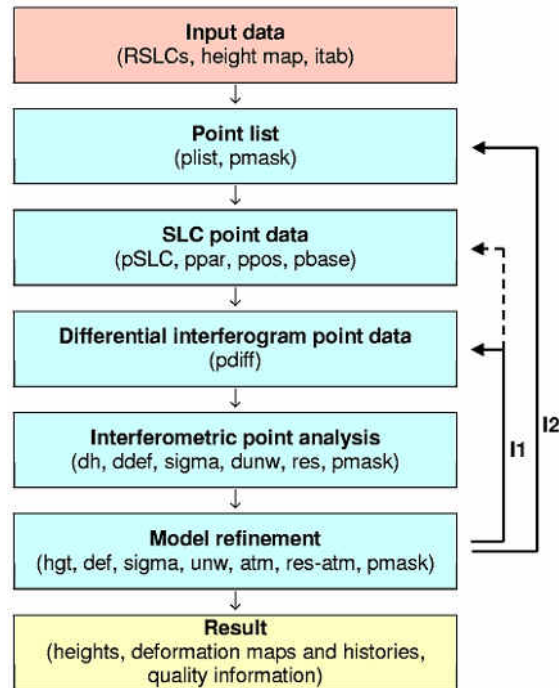 Input data
(RSLCs, height map, itab)
Point list
(plist, pmask)
SLC point data
(pSLC, ppar, ppos, pbase)
Differential interferogram point data
(pdiff)
Interferometric point analysis
(dh, ddef, sigma, dunw, res, pmask)
Model refinement
(hgt, def, sigma, unw, atm, res-atm, pmask)
Result
(heights, deformation maps and histories,
quality information)
I1
I2